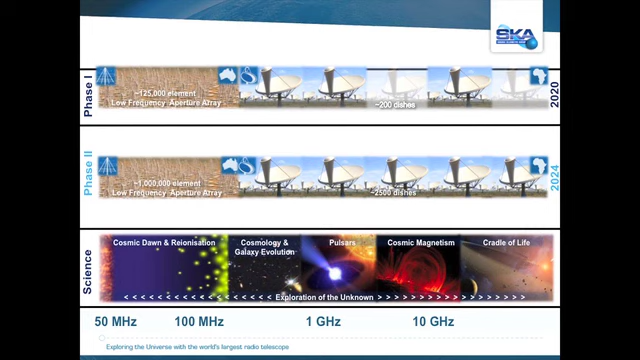 SKA
Phase I
~125,000 element
Low Frequency Aperture Array
~200 dishes
2020
Phase II
~1,000,000 element
Low Frequency Aperture Array
~2500 dishes
2024
Science
Cosmic Dawn & Reionisation
Cosmology &
Galaxy Evolution
Pulsars
Cosmic Magnetism
Cradle of Life
< < < < < < < < < < < < < < < < < < Exploration of the Unknown > > > > > > > > > > > > > > > > > >
50 MHz 100 MHz 1 GHz 10 GHz
Exploring the Universe with the world's largest radio telescope